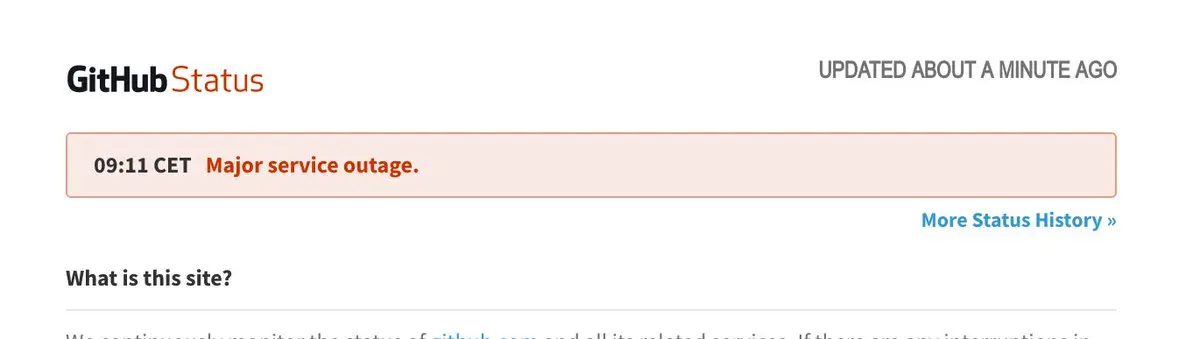 GitHub Status
UPDATED ABOUT A MINUTE AGO
09:11 CET Major service outage.
More Status History »
What is this site?
We continuously monitor the status of github.com and all its related services. If there are any interruptions in